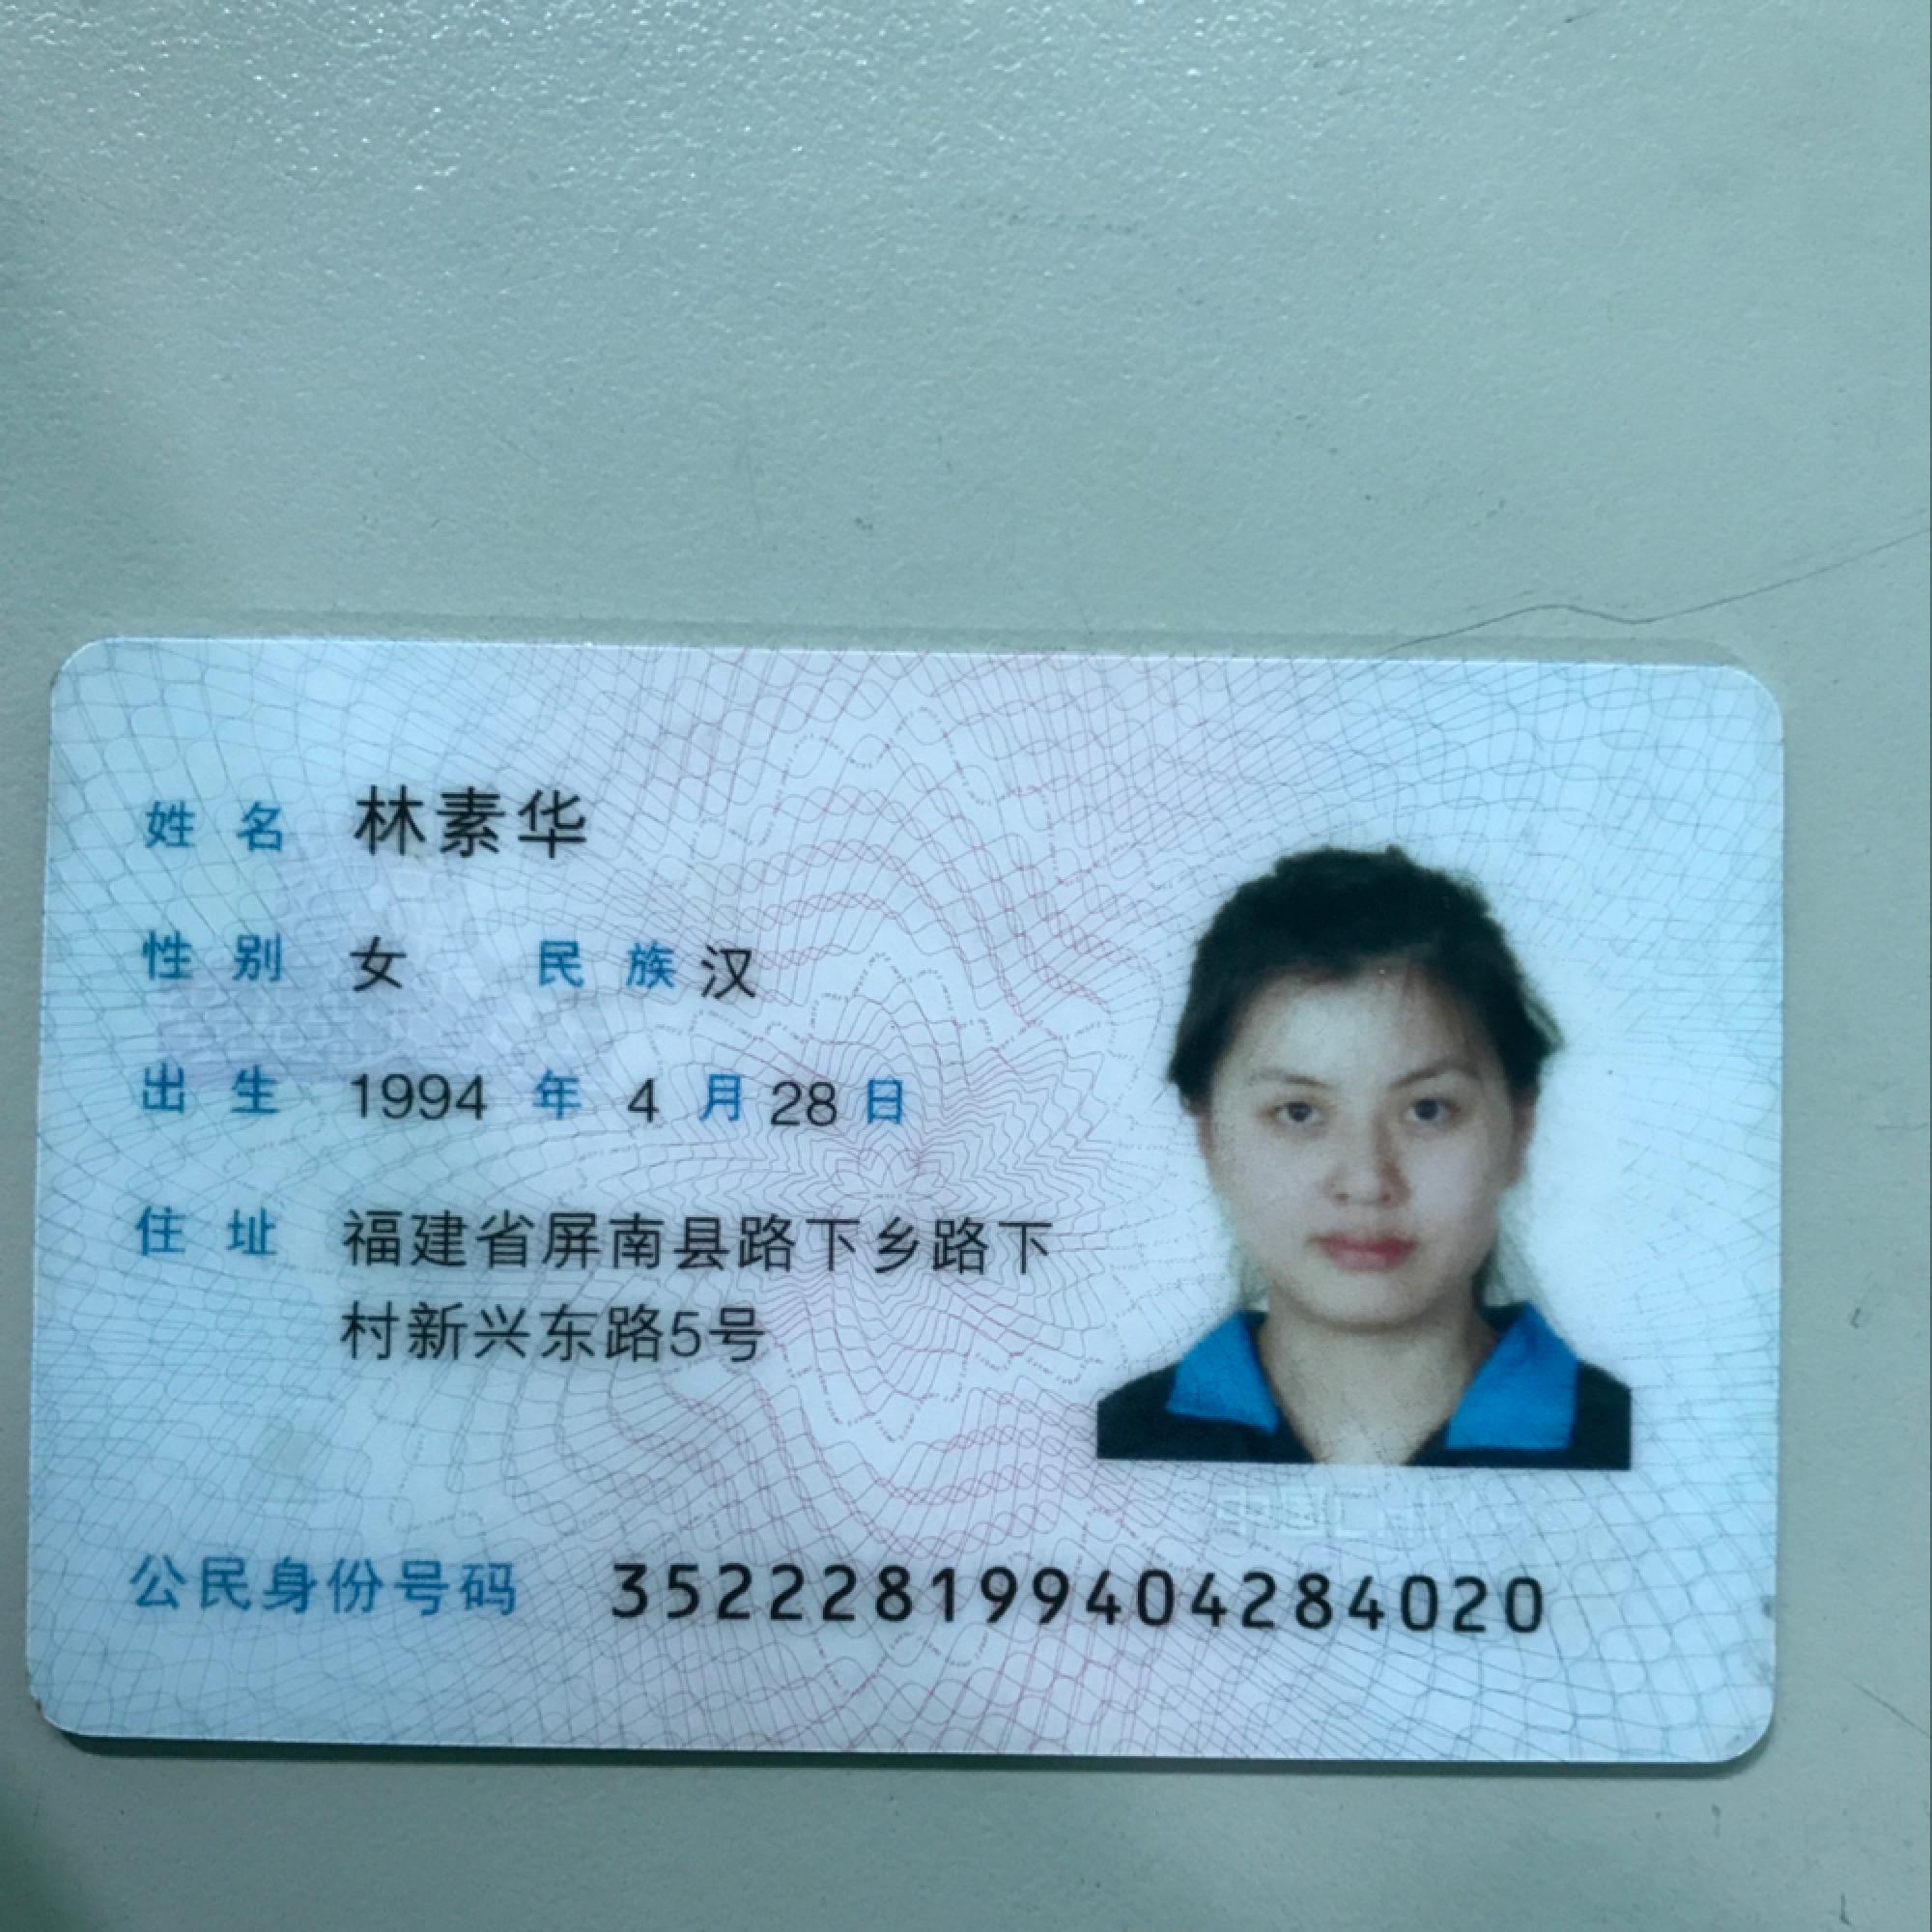 姓名 林素华
性别 女 民族 汉
出生 1994 年 4 月 28 日
住址 福建省屏南县路下乡路下
村新兴东路5号
公民身份号码 352228199404284020